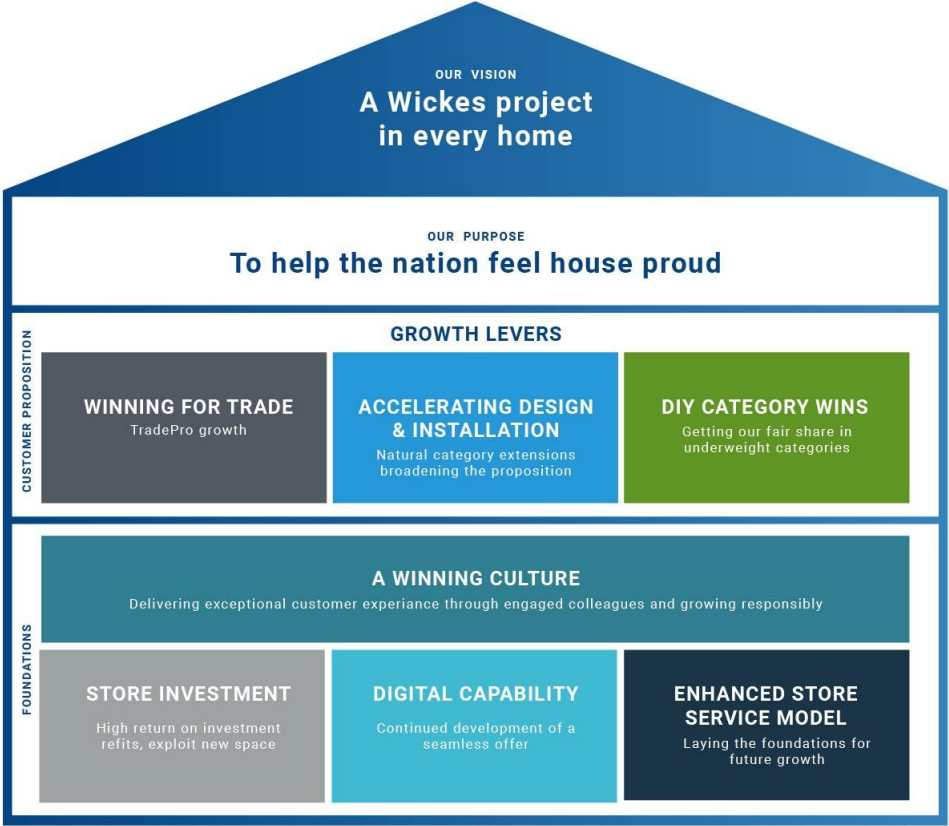 OUR VISION
A Wickes project
in every home
OUR PURPOSE
To help the nation feel house proud
CUSTOMER PROPOSITION
GROWTH LEVERS
WINNING FOR TRADE
TradePro growth
ACCELERATING DESIGN
& INSTALLATION
Natural category extensions
broadening the proposition
DIY CATEGORY WINS
Getting our fair share in
underweight categories
FOUNDATIONS
A WINNING CULTURE
Delivering exceptional customer experiance through engaged colleagues and growing responsibly
STORE INVESTMENT
High return on investment
refits, exploit new space
DIGITAL CAPABILITY
Continued development of a
seamless offer
ENHANCED STORE
SERVICE MODEL
Laying the foundations for
future growth